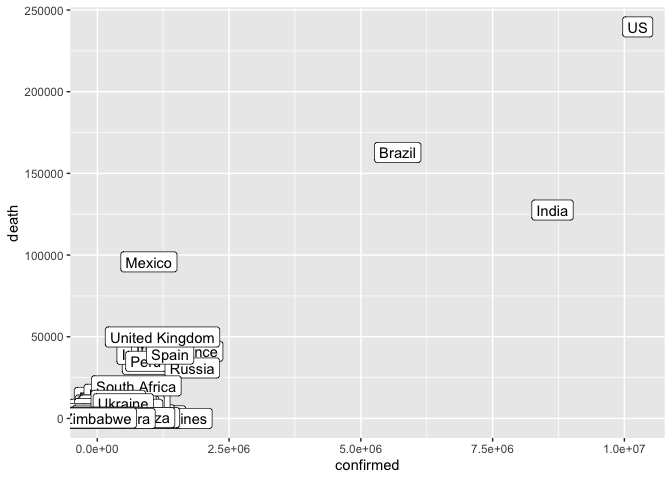 250000
US
200000
Brazil
150000
India
death
100000
Mexico
50000
United Kingdom
Spain
Peru
Russia
South Africa
Ukraine
0
Zimbabwe
0.0e+00
2.5e+06
5.0e+06
7.5e+06
1.0e+07
confirmed